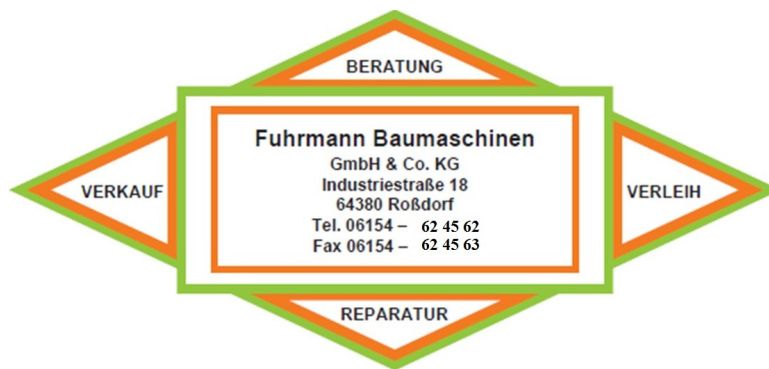 BERATUNG
Fuhrmann Baumaschinen
GmbH & Co. KG
Industriestraße 18
64380 Roßdorf
Tel. 06154 – 62 45 62
Fax 06154 – 62 45 63
VERKAUF
VERLEIH
REPARATUR